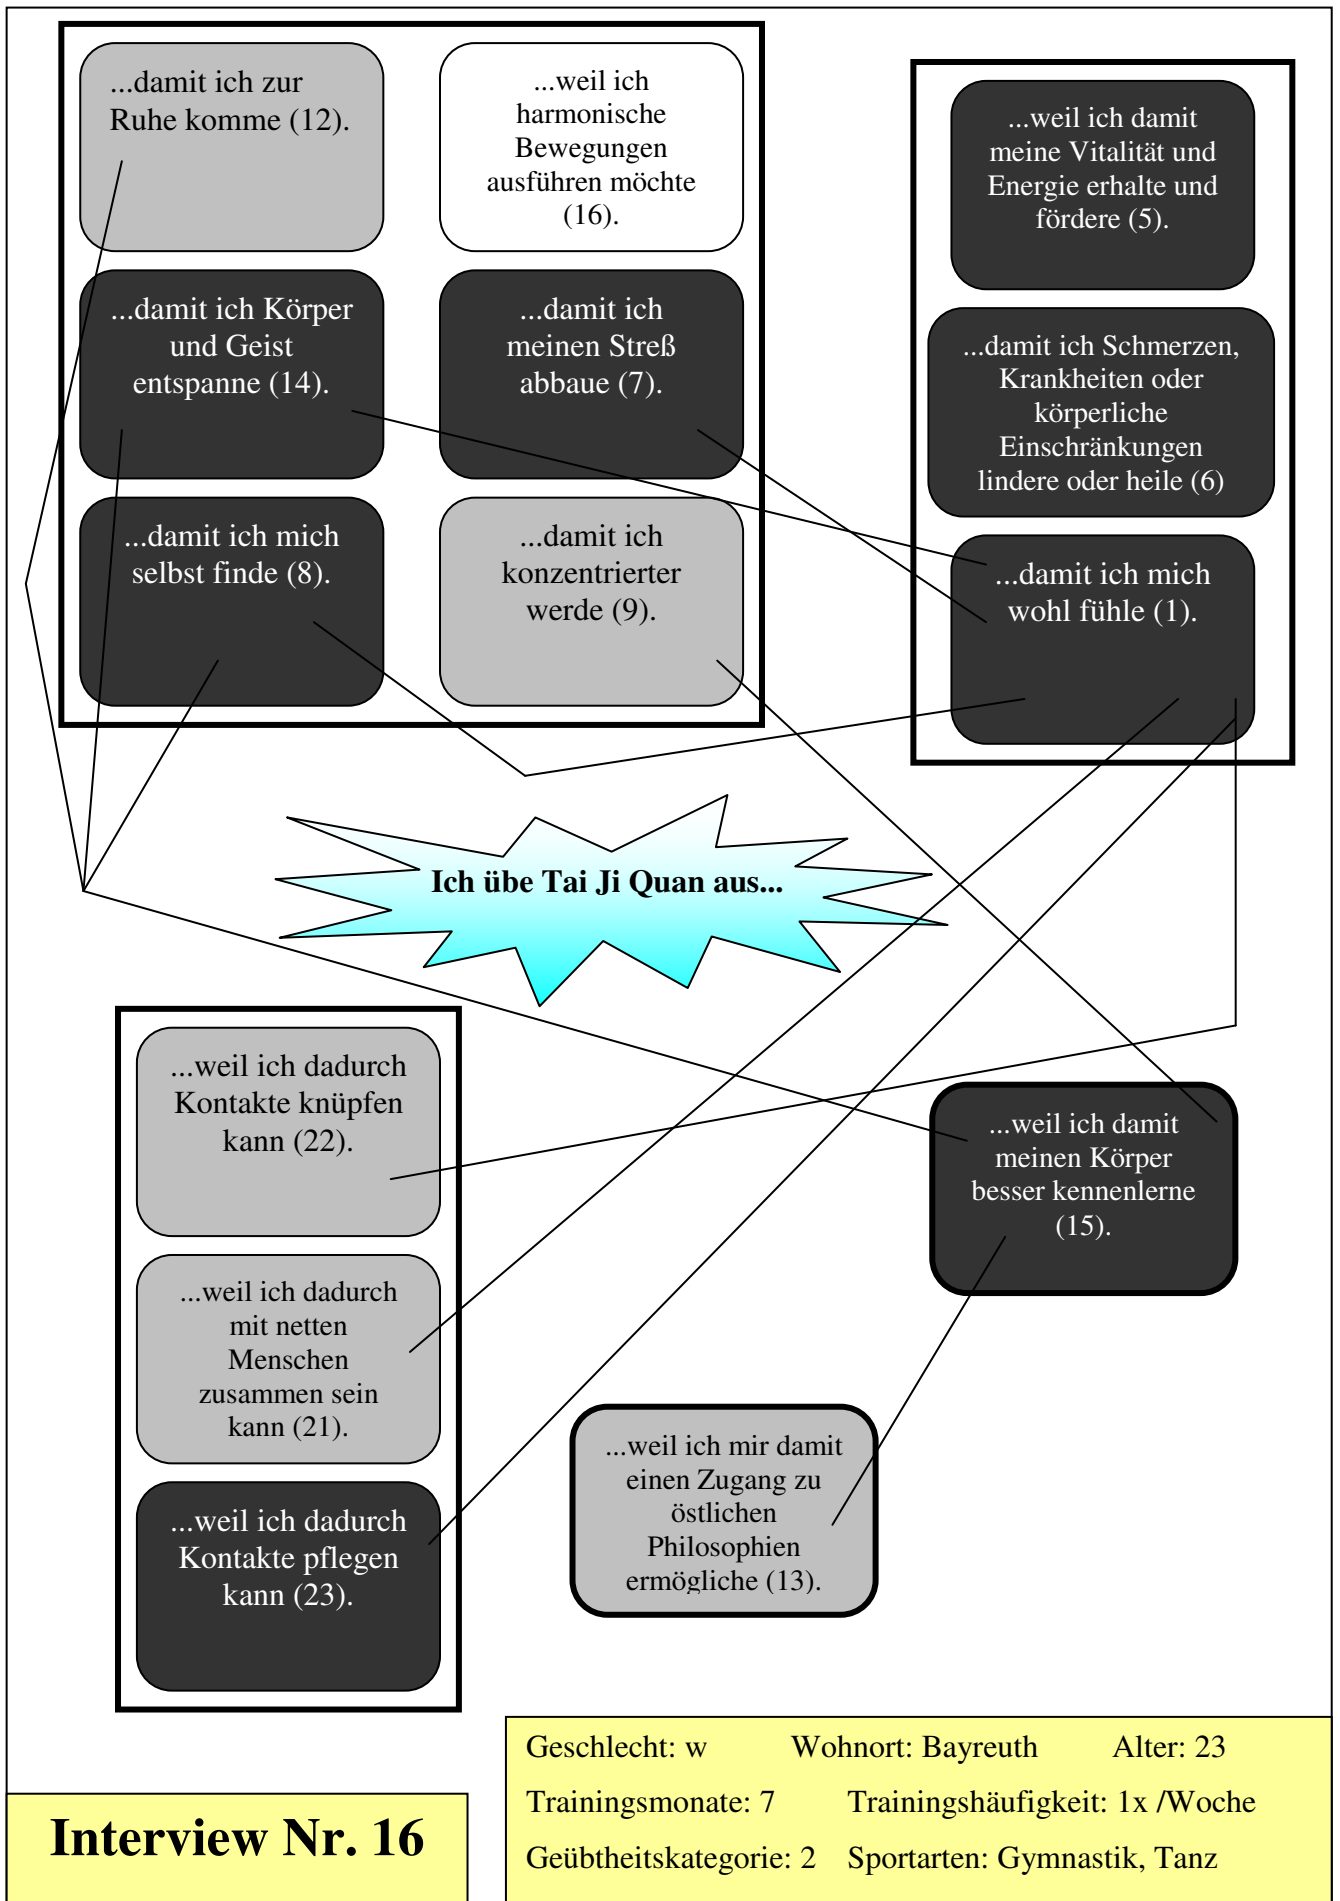 ...damit ich zur
Ruhe komme (12).
...weil ich
harmonische
Bewegungen
ausführen möchte
(16).
...weil ich damit
meine Vitalität und
Energie erhalte und
fördere (5).
...damit ich Körper
und Geist
entspanne (14).
...damit ich
meinen Streß
abbaue (7).
...damit ich Schmerzen,
Krankheiten oder
körperliche
Einschränkungen
lindere oder heile (6)
...damit ich mich
selbst finde (8).
...damit ich
konzentrierter
werde (9).
...damit ich mich
wohl fühle (1).
Ich übe Tai Ji Quan aus...
...weil ich dadurch
Kontakte knüpfen
kann (22).
...weil ich damit
meinen Körper
besser kennenlerne
(15).
...weil ich dadurch
mit netten
Menschen
zusammen sein
kann (21).
...weil ich mir damit
einen Zugang zu
östlichen
Philosophien
ermögliche (13).
...weil ich dadurch
Kontakte pflegen
kann (23).
Interview Nr. 16
Geschlecht: w Wohnort: Bayreuth Alter: 23
Trainingsmonate: 7 Trainingshäufigkeit: 1x /Woche
Geübtheitskategorie: 2 Sportarten: Gymnastik, Tanz